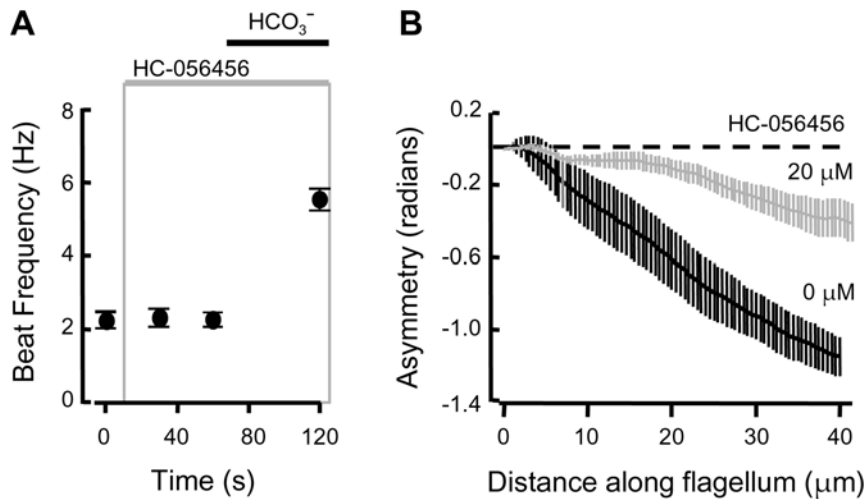 A
HCO₃⁻
HC-056456
8
6
4
2
0
Beat Frequency (Hz)
0 40 80 120
Time (s)
B
0.2
-0.2
-0.6
-1.0
-1.4
Asymmetry (radians)
HC-056456
20 μM
0 μM
0 10 20 30 40
Distance along flagellum (μm)